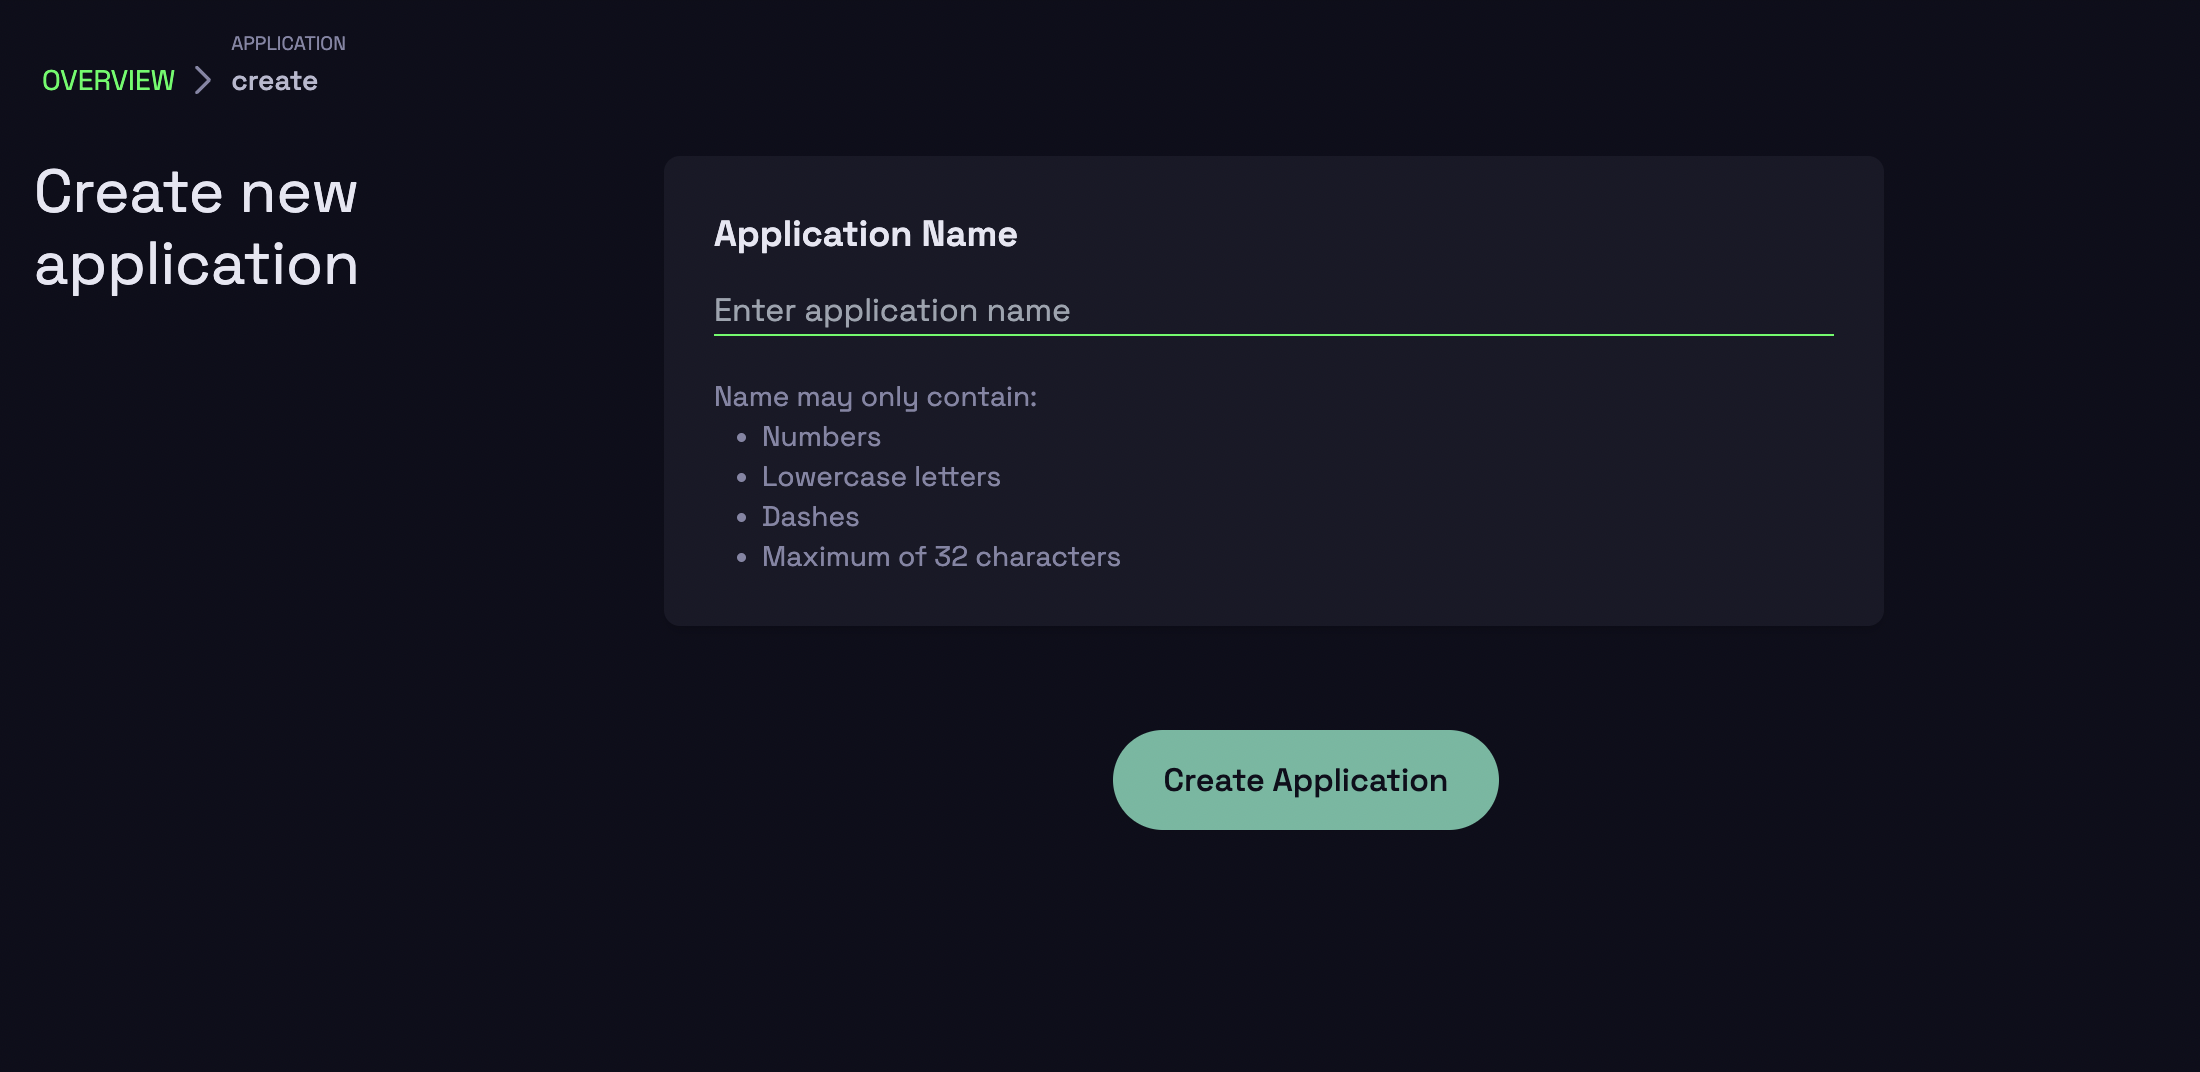 APPLICATION
OVERVIEW
create
Create new
application
Application Name
Enter application name
Name may only contain:
Numbers
Lowercase letters
Dashes
Maximum of 32 characters
Create Application